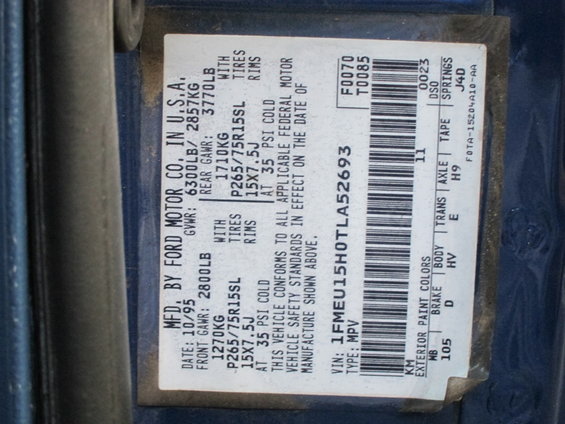 MFD. BY FORD MOTOR CO. IN U.S.A.
DATE: 10/95 GVWR: 6300LB/ 2857KG
FRONT GAWR: 2800LB REAR GAWR: 3770LB
1270KG WITH 1710KG WITH
P265/75R15SL TIRES P265/75R15SL TIRES
15X7.5J RIMS 15X7.5J RIMS
AT 35 PSI COLD AT 35 PSI COLD
THIS VEHICLE CONFORMS TO ALL APPLICABLE FEDERAL MOTOR
VEHICLE SAFETY STANDARDS IN EFFECT ON THE DATE OF
MANUFACTURE SHOWN ABOVE.
VIN: 1FMEU15H0TLA52693 F0070
TYPE: MPV T0085
EXTERIOR PAINT COLORS
KM 11 0023 DSO
WB BRAKE BODY TRANS AXLE TAPE SPRINGS
105 D HV E H9 J4D
F0TA-15204A10-AA